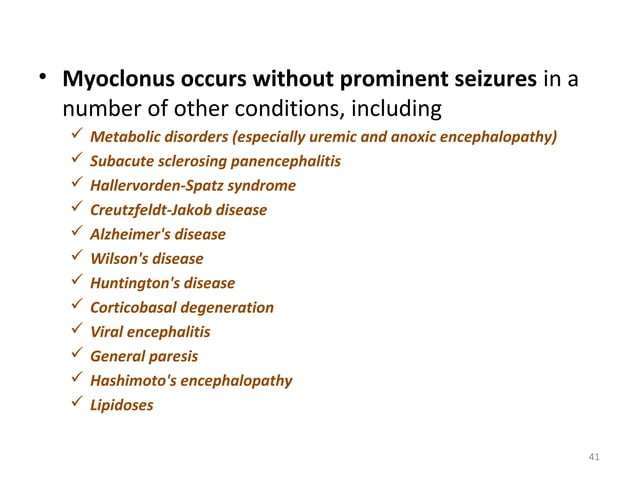 • Myoclonus occurs without prominent seizures in a
number of other conditions, including
✓ Metabolic disorders (especially uremic and anoxic encephalopathy)
✓ Subacute sclerosing panencephalitis
✓ Hallervorden-Spatz syndrome
✓ Creutzfeldt-Jakob disease
✓ Alzheimer's disease
✓ Wilson's disease
✓ Huntington's disease
✓ Corticobasal degeneration
✓ Viral encephalitis
✓ General paresis
✓ Hashimoto's encephalopathy
✓ Lipidoses
41